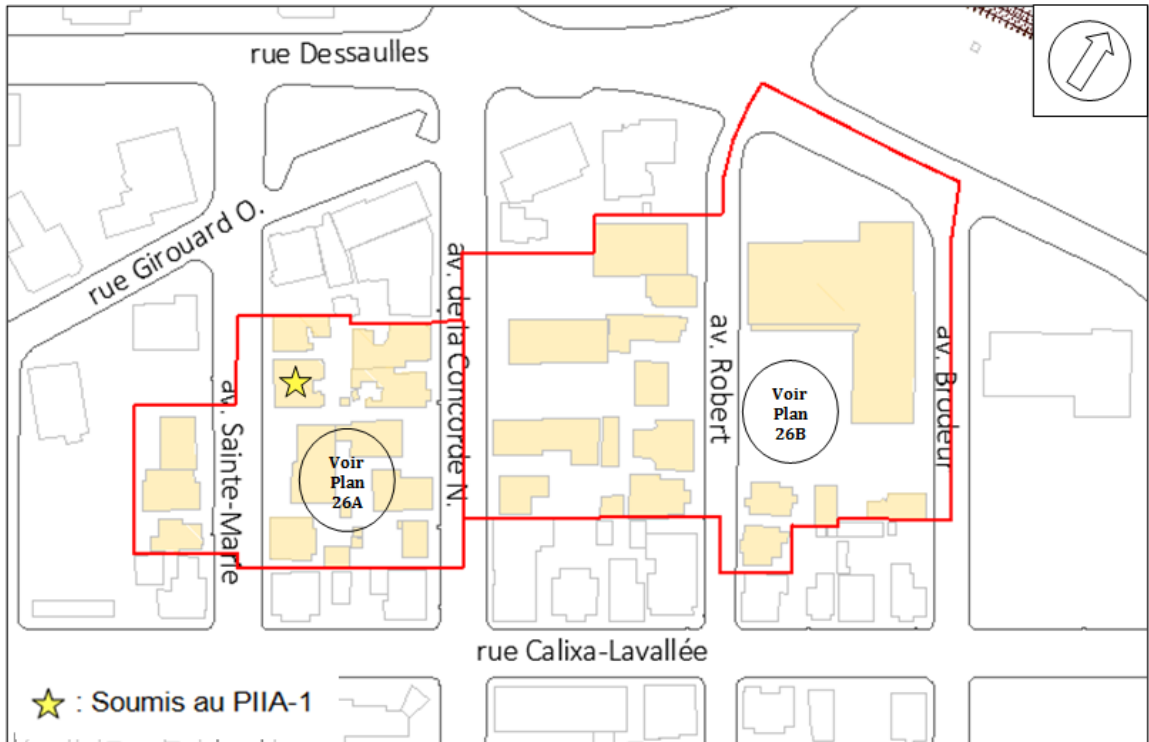 rue Dessaulles
rue Girouard O.
av. de la Concorde N.
av. Robert
av. Brodeur
av. Sainte-Marie
Voir
Plan
26A
Voir
Plan
26B
rue Calixa-Lavallée
: Soumis au PIIA-1